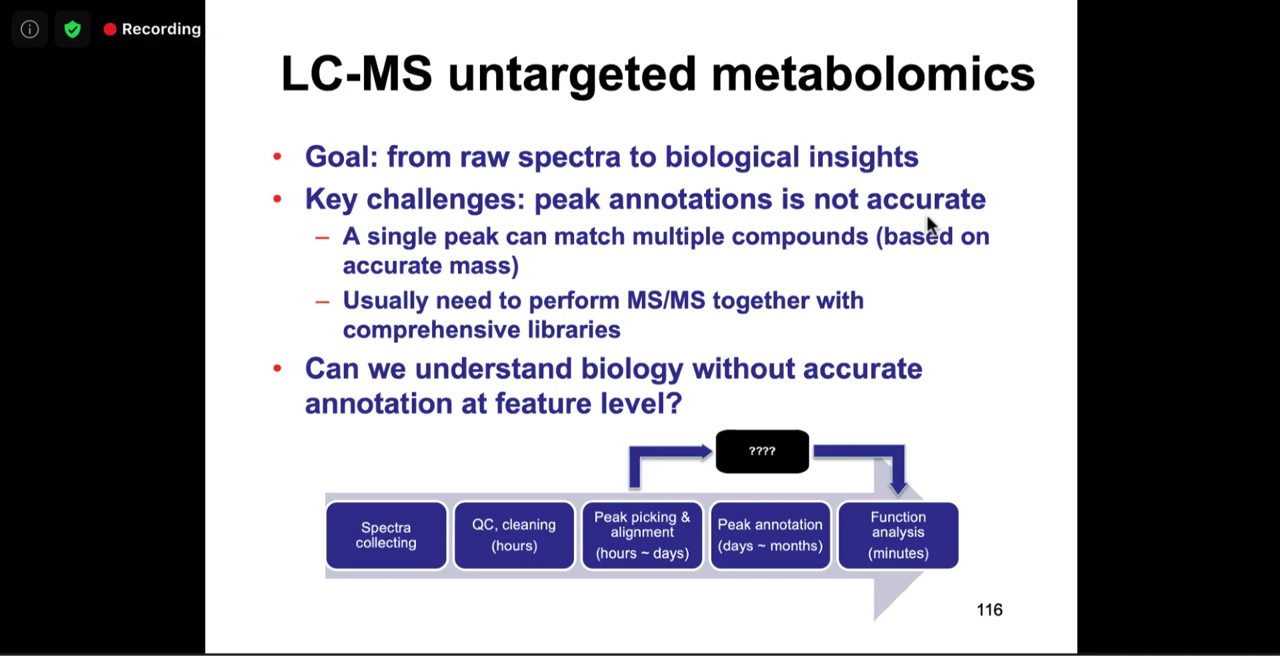 Recording
LC-MS untargeted metabolomics
• Goal: from raw spectra to biological insights
• Key challenges: peak annotations is not accurate
– A single peak can match multiple compounds (based on
accurate mass)
– Usually need to perform MS/MS together with
comprehensive libraries
• Can we understand biology without accurate
annotation at feature level?
????
Spectra
collecting
QC, cleaning
(hours)
Peak picking &
alignment
(hours ~ days)
Peak annotation
(days ~ months)
Function
analysis
(minutes)
116